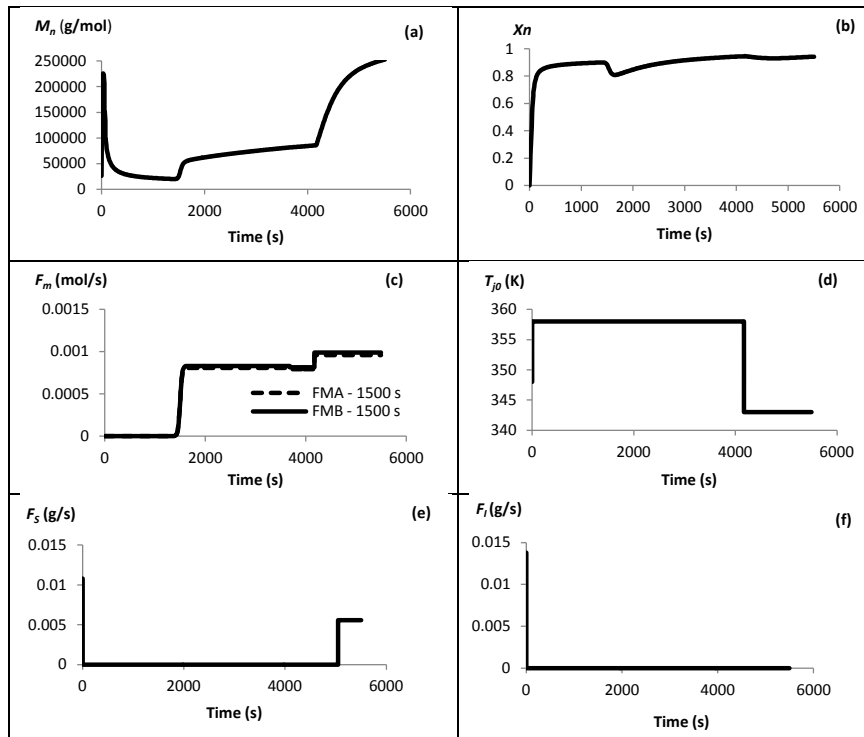 Mn (g/mol)
(a)
250000
200000
150000
100000
50000
0
0
2000
4000
6000
Time (s)
Xn
(b)
1
0.8
0.6
0.4
0.2
0
0
1000
2000
3000
4000
5000
6000
Time (s)
Fm (mol/s)
(c)
0.0015
0.001
0.0005
0
FMA - 1500 s
FMB - 1500 s
0
2000
4000
6000
Time (s)
Tj0 (K)
(d)
360
355
350
345
340
0
2000
4000
6000
Time (s)
FS (g/s)
(e)
0.015
0.01
0.005
0
0
2000
4000
6000
Time (s)
FI (g/s)
(f)
0.015
0.01
0.005
0
0
2000
4000
6000
Time (s)